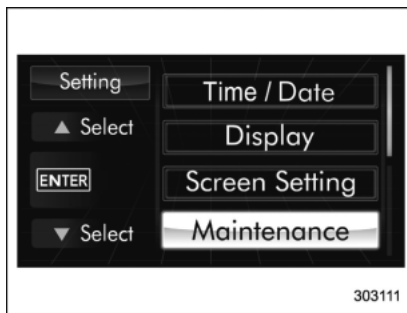 Setting
▲ Select
ENTER
▼ Select
Time / Date
Display
Screen Setting
Maintenance
303111